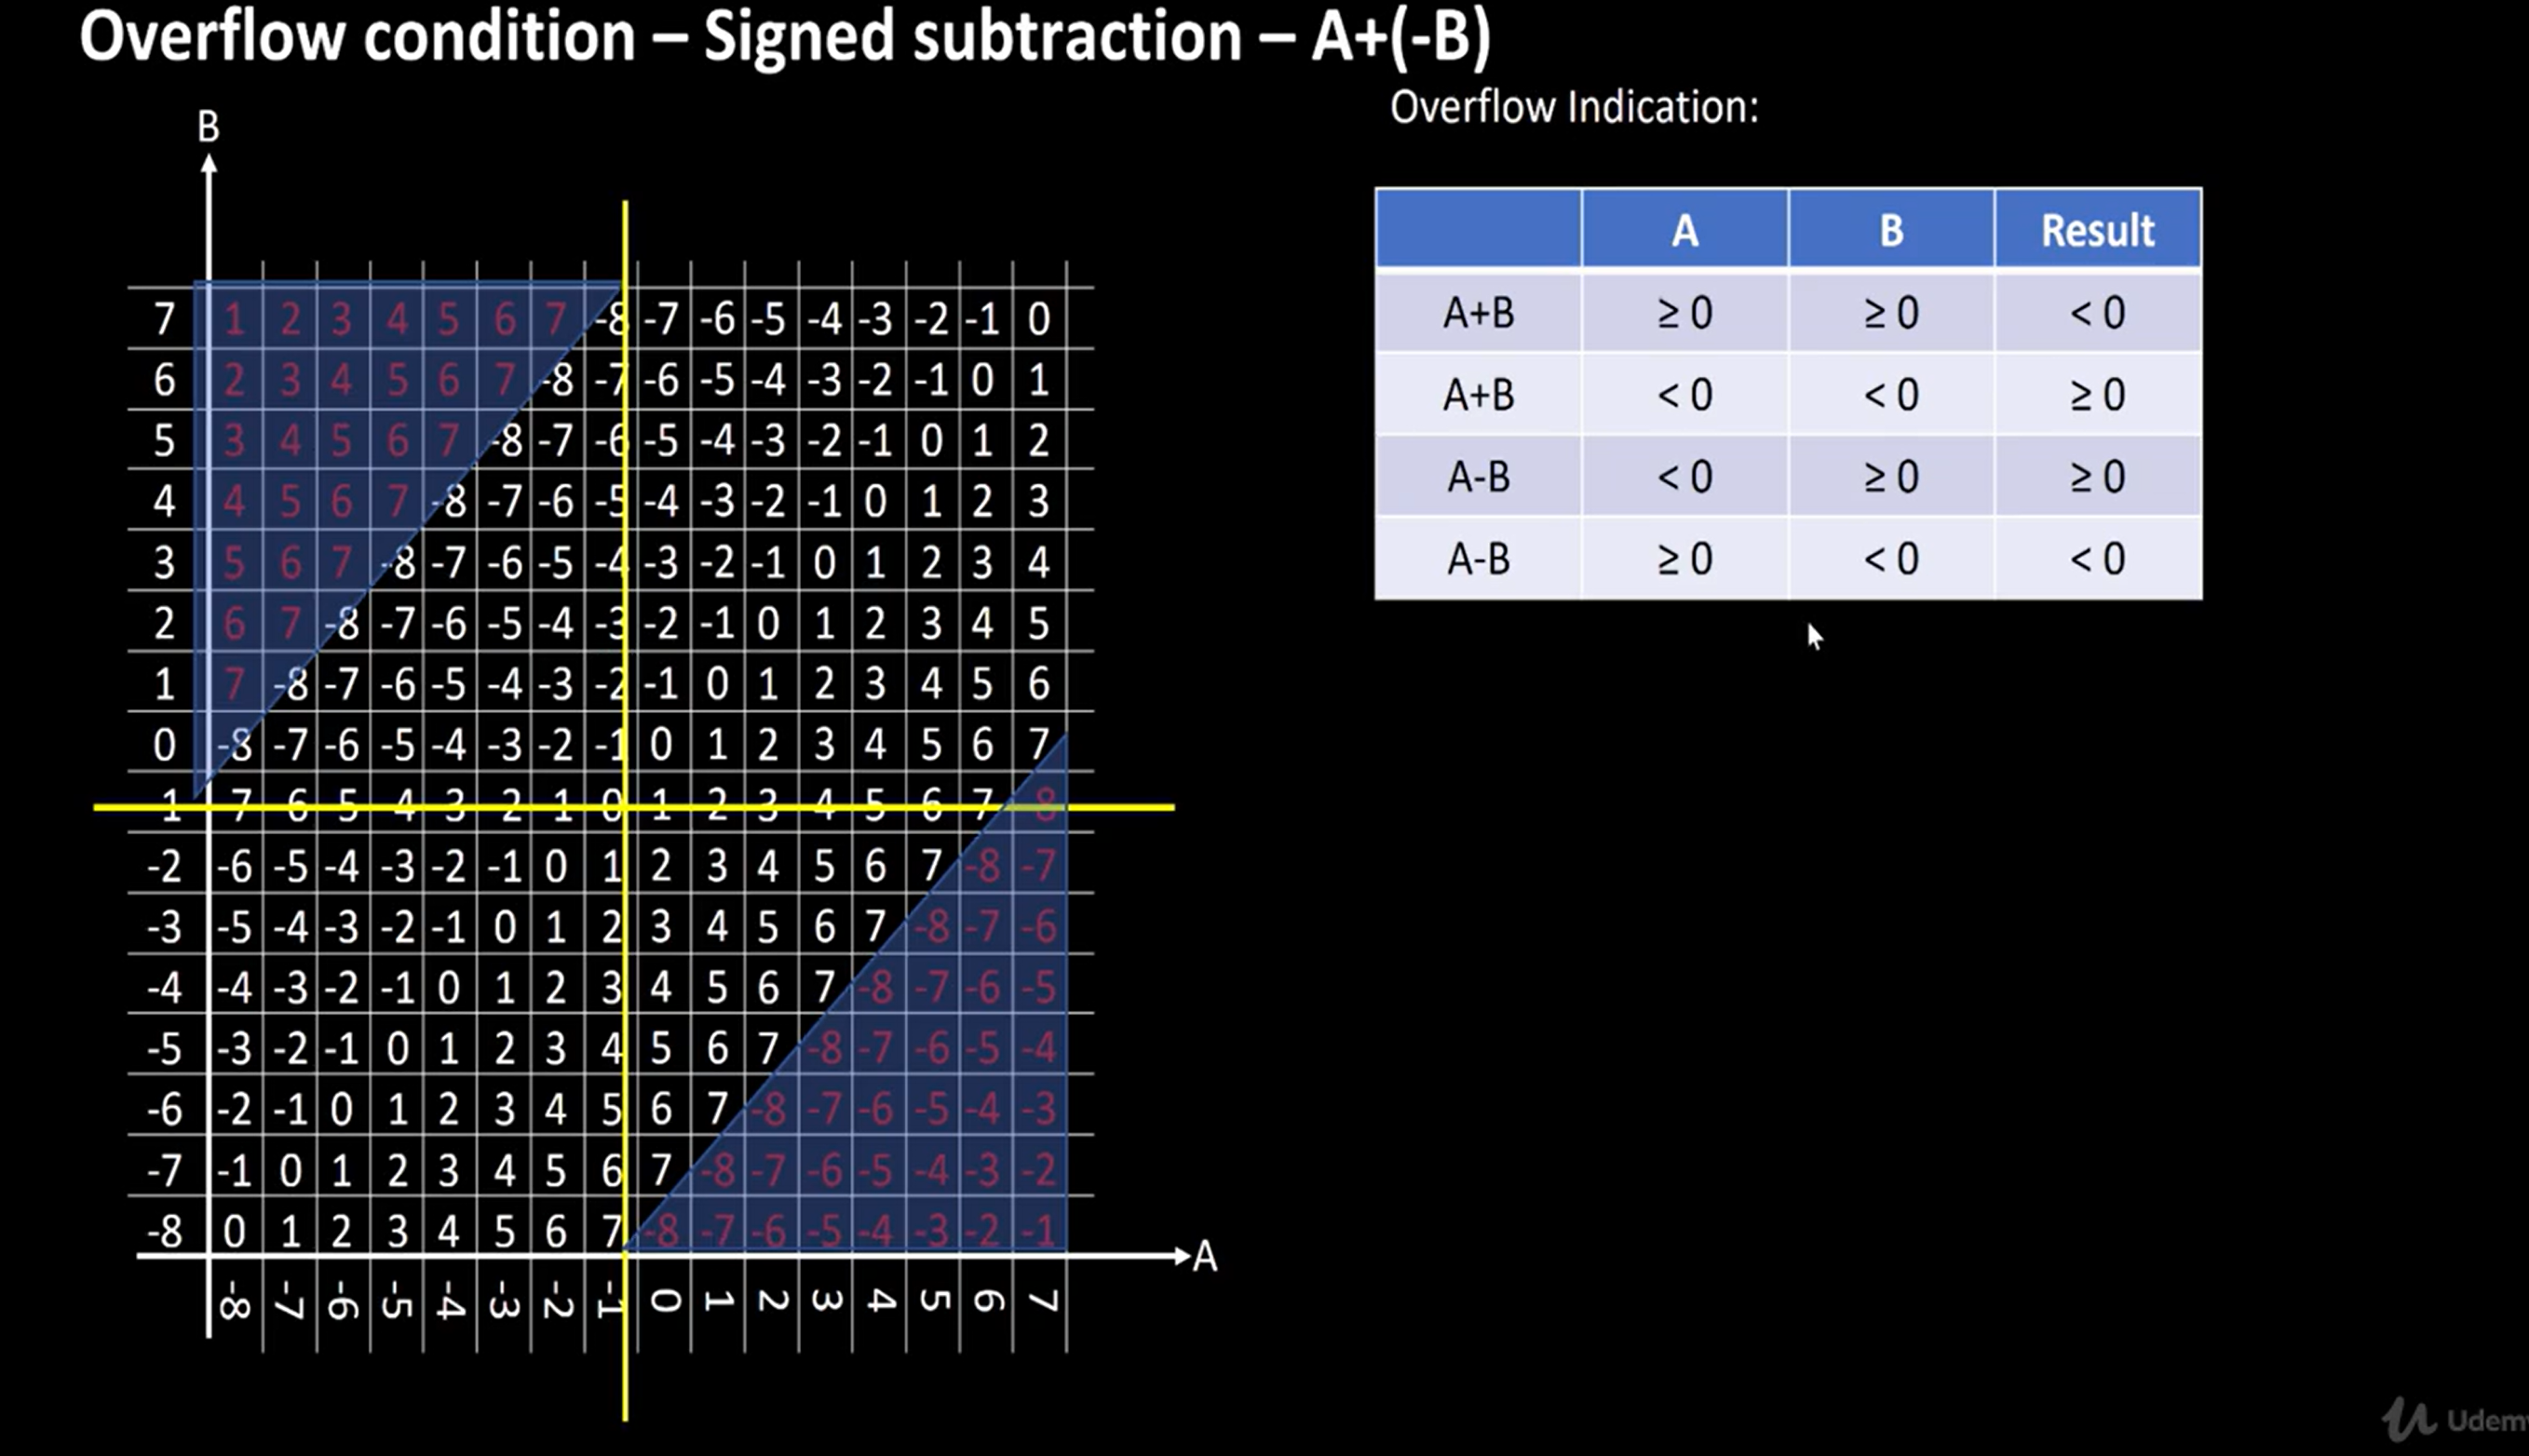 Overflow condition – Signed subtraction – A+(-B)
Overflow Indication:
B
A B Result
A+B ≥ 0 ≥ 0 < 0
A+B < 0 < 0 ≥ 0
A-B < 0 ≥ 0 ≥ 0
A-B ≥ 0 < 0 < 0
7 1 2 3 4 5 6 7 -8 -7 -6 -5 -4 -3 -2 -1 0
6 2 3 4 5 6 7 -8 -7 -6 -5 -4 -3 -2 -1 0 1
5 3 4 5 6 7 -8 -7 -6 -5 -4 -3 -2 -1 0 1 2
4 4 5 6 7 -8 -7 -6 -5 -4 -3 -2 -1 0 1 2 3
3 5 6 7 -8 -7 -6 -5 -4 -3 -2 -1 0 1 2 3 4
2 6 7 -8 -7 -6 -5 -4 -3 -2 -1 0 1 2 3 4 5
1 7 -8 -7 -6 -5 -4 -3 -2 -1 0 1 2 3 4 5 6
0 -8 -7 -6 -5 -4 -3 -2 -1 0 1 2 3 4 5 6 7
1 7 6 5 4 3 2 1 0 1 2 3 4 5 6 7 8
-2 -6 -5 -4 -3 -2 -1 0 1 2 3 4 5 6 7 -8 -7
-3 -5 -4 -3 -2 -1 0 1 2 3 4 5 6 7 -8 -7 -6
-4 -4 -3 -2 -1 0 1 2 3 4 5 6 7 -8 -7 -6 -5
-5 -3 -2 -1 0 1 2 3 4 5 6 7 -8 -7 -6 -5 -4
-6 -2 -1 0 1 2 3 4 5 6 7 -8 -7 -6 -5 -4 -3
-7 -1 0 1 2 3 4 5 6 7 -8 -7 -6 -5 -4 -3 -2
-8 0 1 2 3 4 5 6 7 -8 -7 -6 -5 -4 -3 -2 -1
A
-8 -7 -6 -5 -4 -3 -2 -1 0 1 2 3 4 5 6 7
Udem